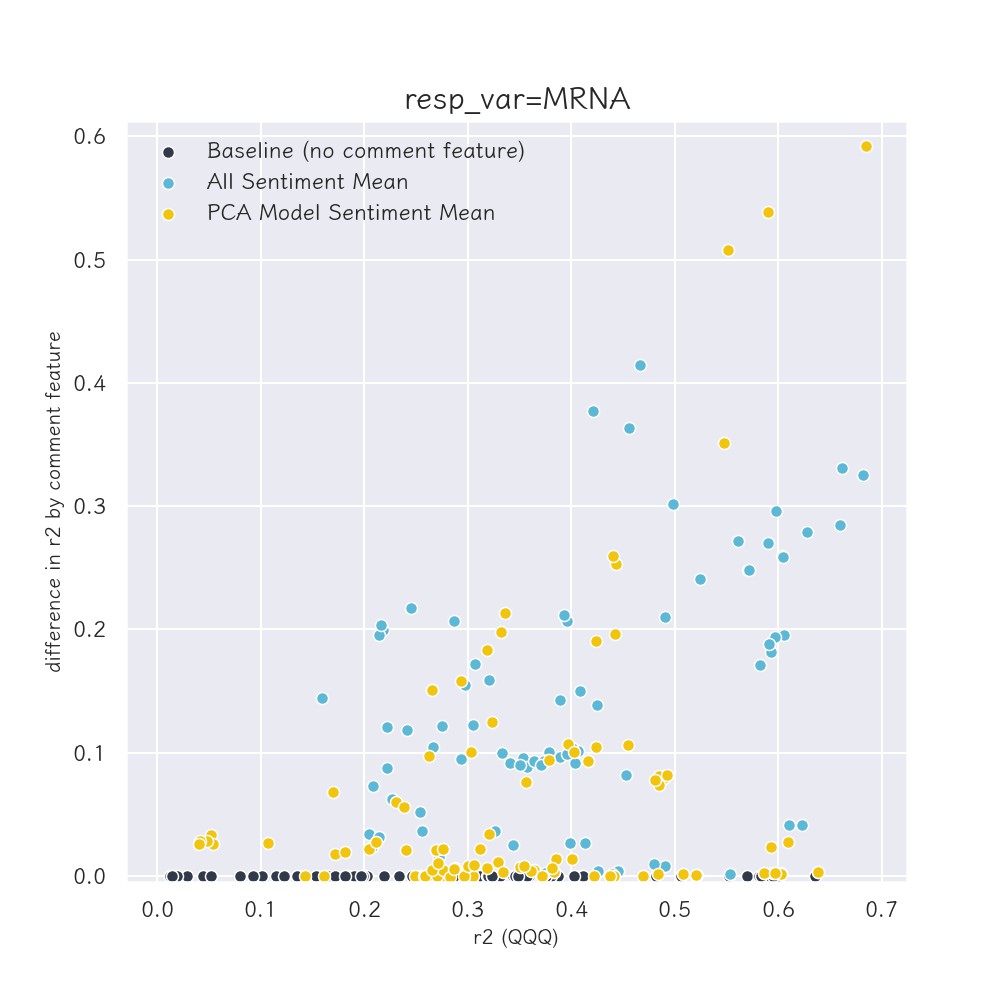 resp_var=MRNA
Baseline (no comment feature)
All Sentiment Mean
PCA Model Sentiment Mean
difference in r2 by comment feature
0.6
0.5
0.4
0.3
0.2
0.1
0.0
0.0 0.1 0.2 0.3 0.4 0.5 0.6 0.7
r2 (QQQ)